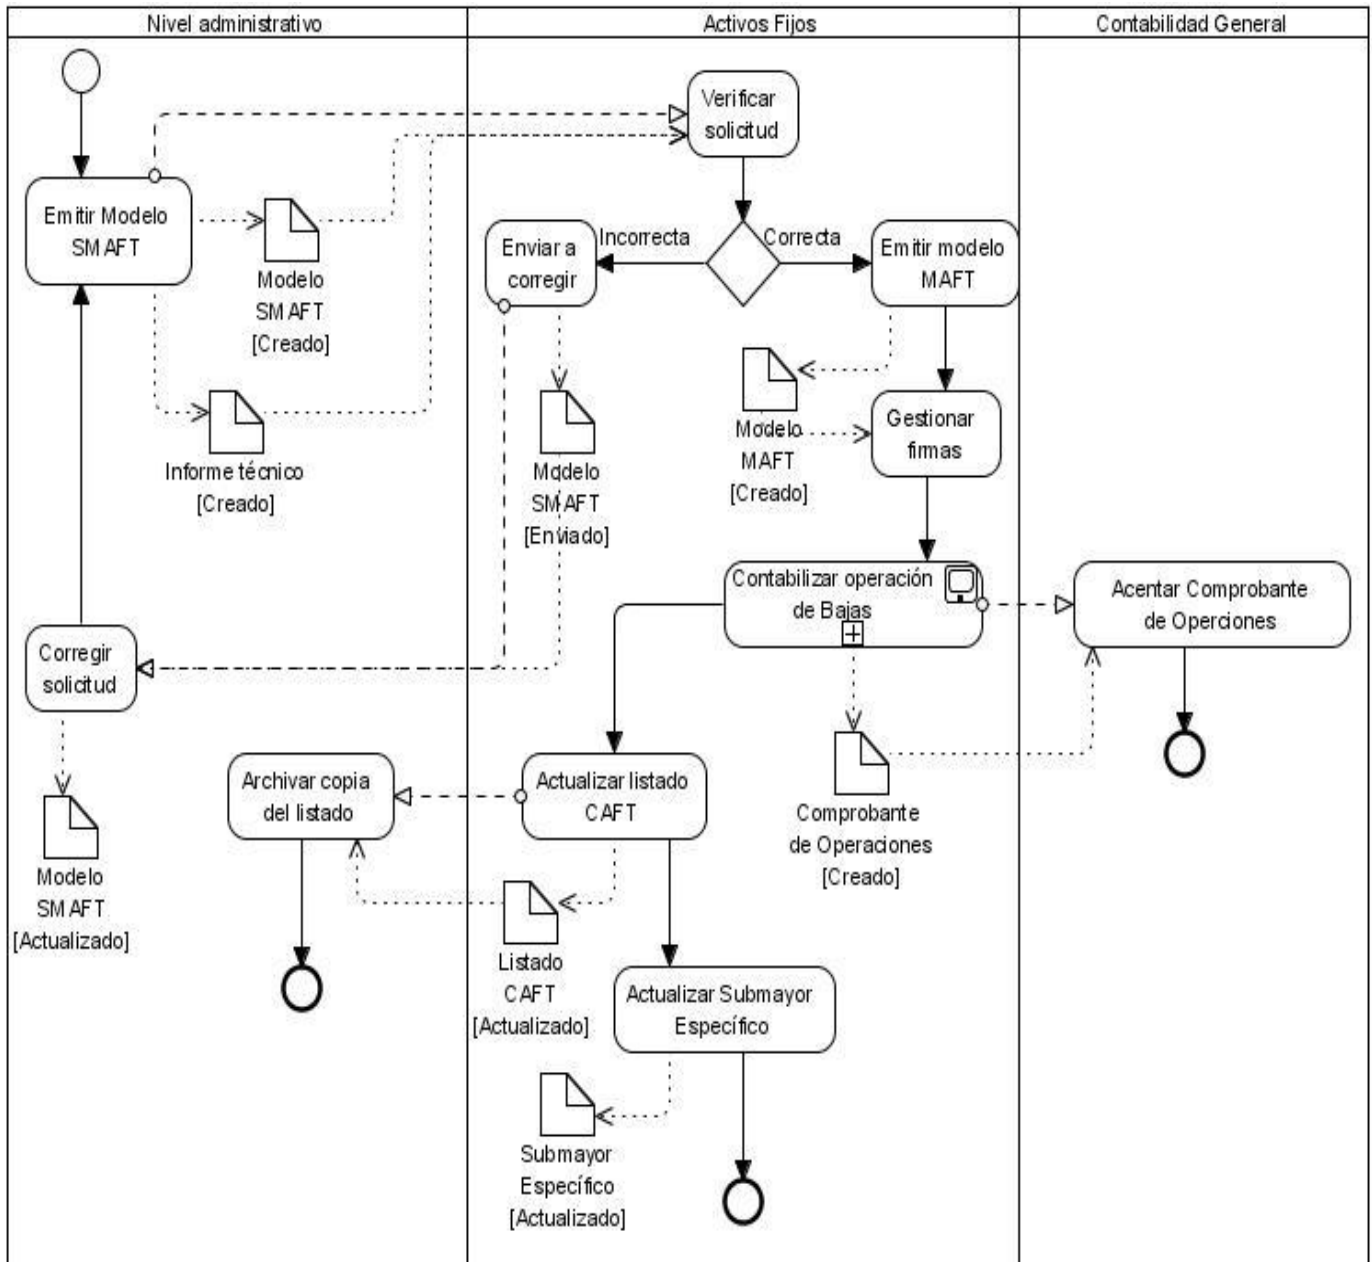 Nivel administrativo
Activos Fijos
Contabilidad General
Verificar
solicitud
Emitir Modelo
SMAFT
Modelo
SMAFT
[Creado]
Enviar a
corregir
Incorrecta
Correcta
Emitir modelo
MAFT
Informe técnico
[Creado]
Modelo
SMAFT
[Enviado]
Modelo
MAFT
[Creado]
Gestionar
firmas
Contabilizar operación
de Bajas
Acentar Comprobante
de Operciones
Corregir
solicitud
Modelo
SMAFT
[Actualizado]
Archivar copia
del listado
Actualizar listado
CAFT
Comprobante
de Operaciones
[Creado]
Listado
CAFT
[Actualizado]
Actualizar Submayor
Específico
Submayor
Específico
[Actualizado]